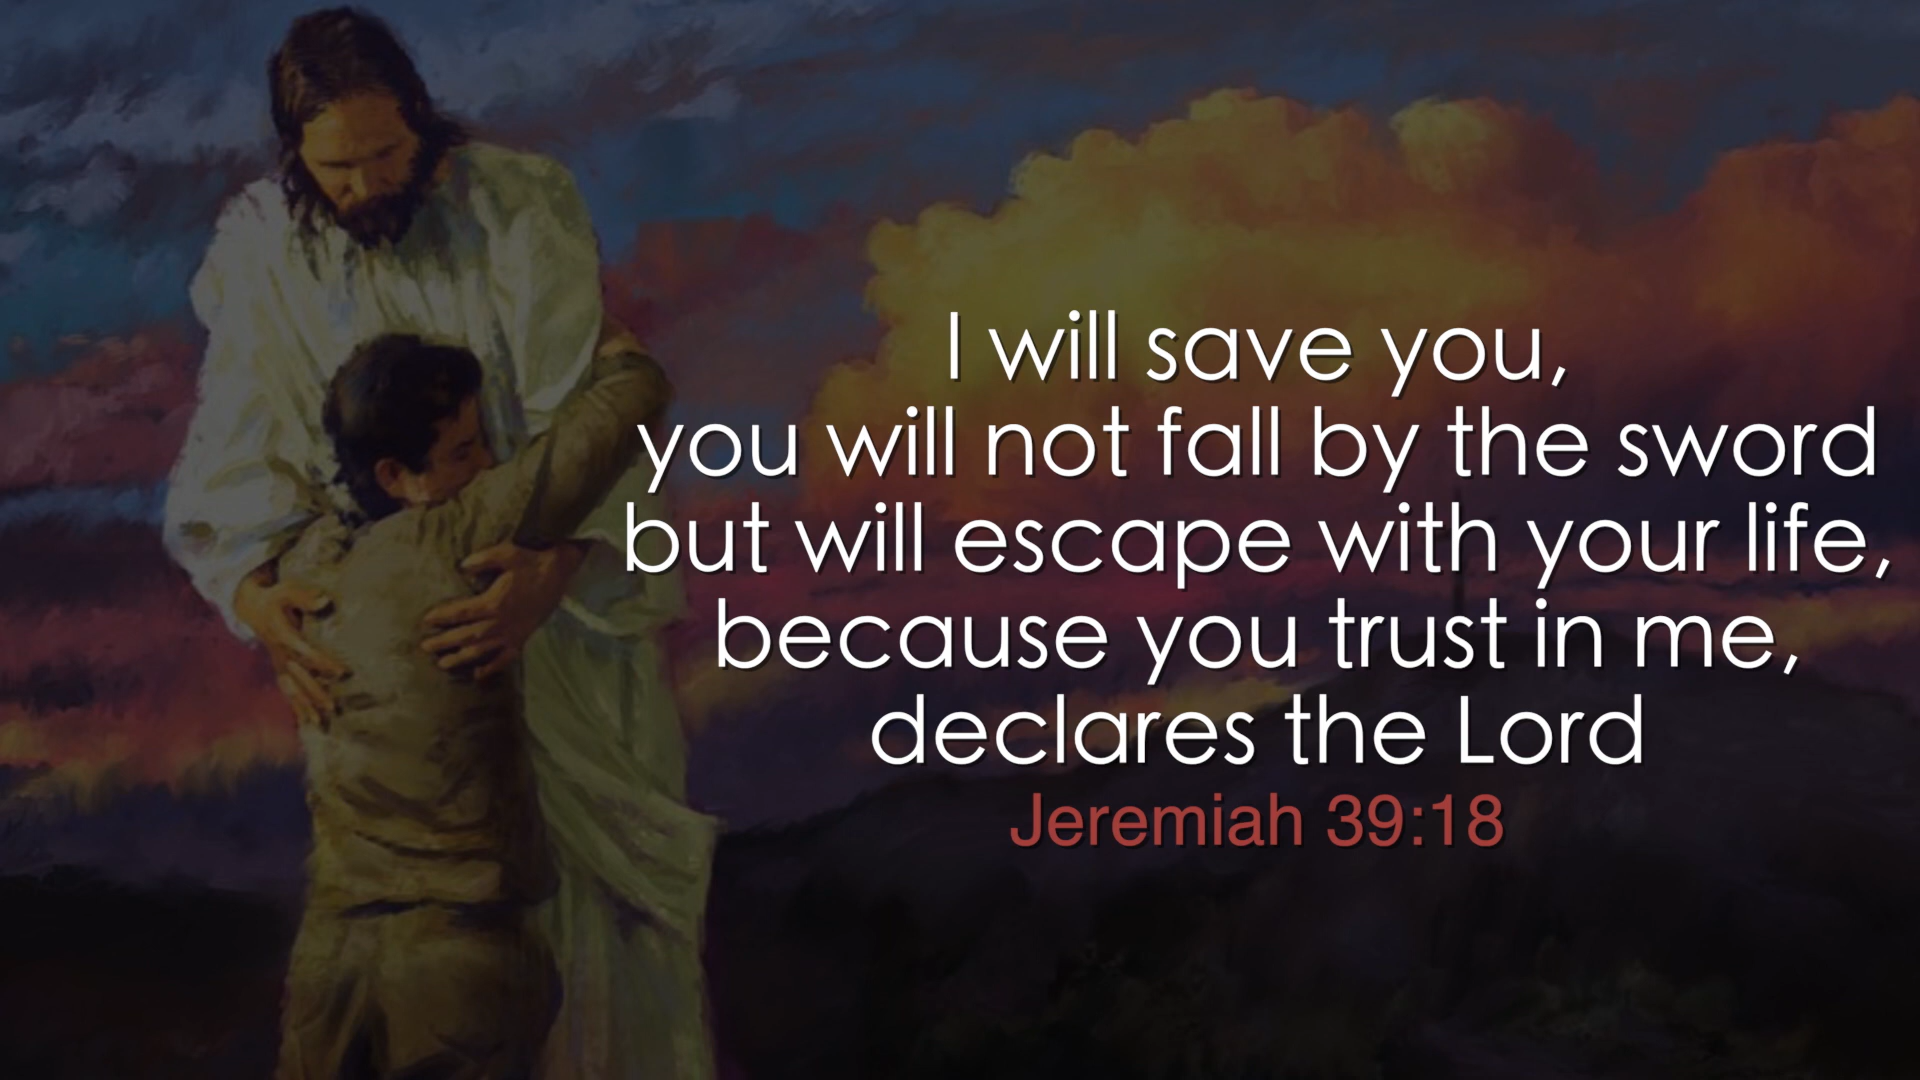 I will save you,
you will not fall by the sword
but will escape with your life,
because you trust in me,
declares the Lord
Jeremiah 39:18